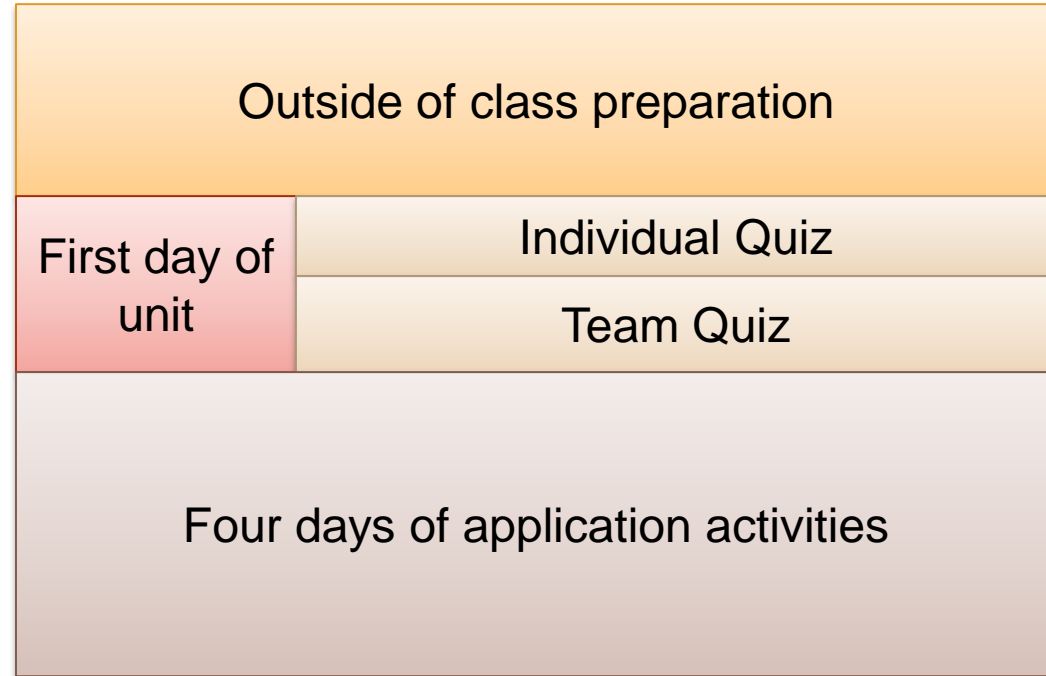 Outside of class preparation
First day of
unit
Individual Quiz
Team Quiz
Four days of application activities